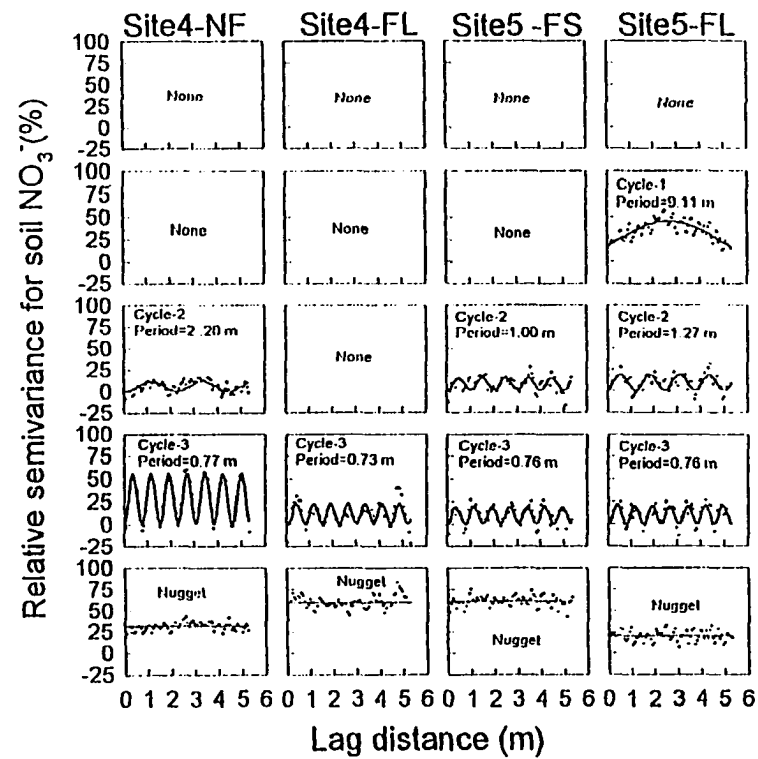 Site4-NF Site4-FL Site5 -FS Site5-FL
Relative semivariance for soil NO3-(%)
100
75
50
25
0
-25
None None None None
100
75
50
25
0
-25
None None None
Cycle-1
Period=9.11 m
100
75
50
25
0
-25
Cycle-2
Period=2.20 m
None
Cycle-2
Period=1.00 m
Cycle-2
Period=1.27 m
100
75
50
25
0
-25
Cycle-3
Period=0.77 m
Cycle-3
Period=0.73 m
Cycle-3
Period=0.76 m
Cycle-3
Period=0.76 m
100
75
50
25
0
-25
Nugget
Nugget
Nugget
Nugget
0 1 2 3 4 5 6 0 1 2 3 4 5 6 0 1 2 3 4 5 6 0 1 2 3 4 5 6
Lag distance (m)